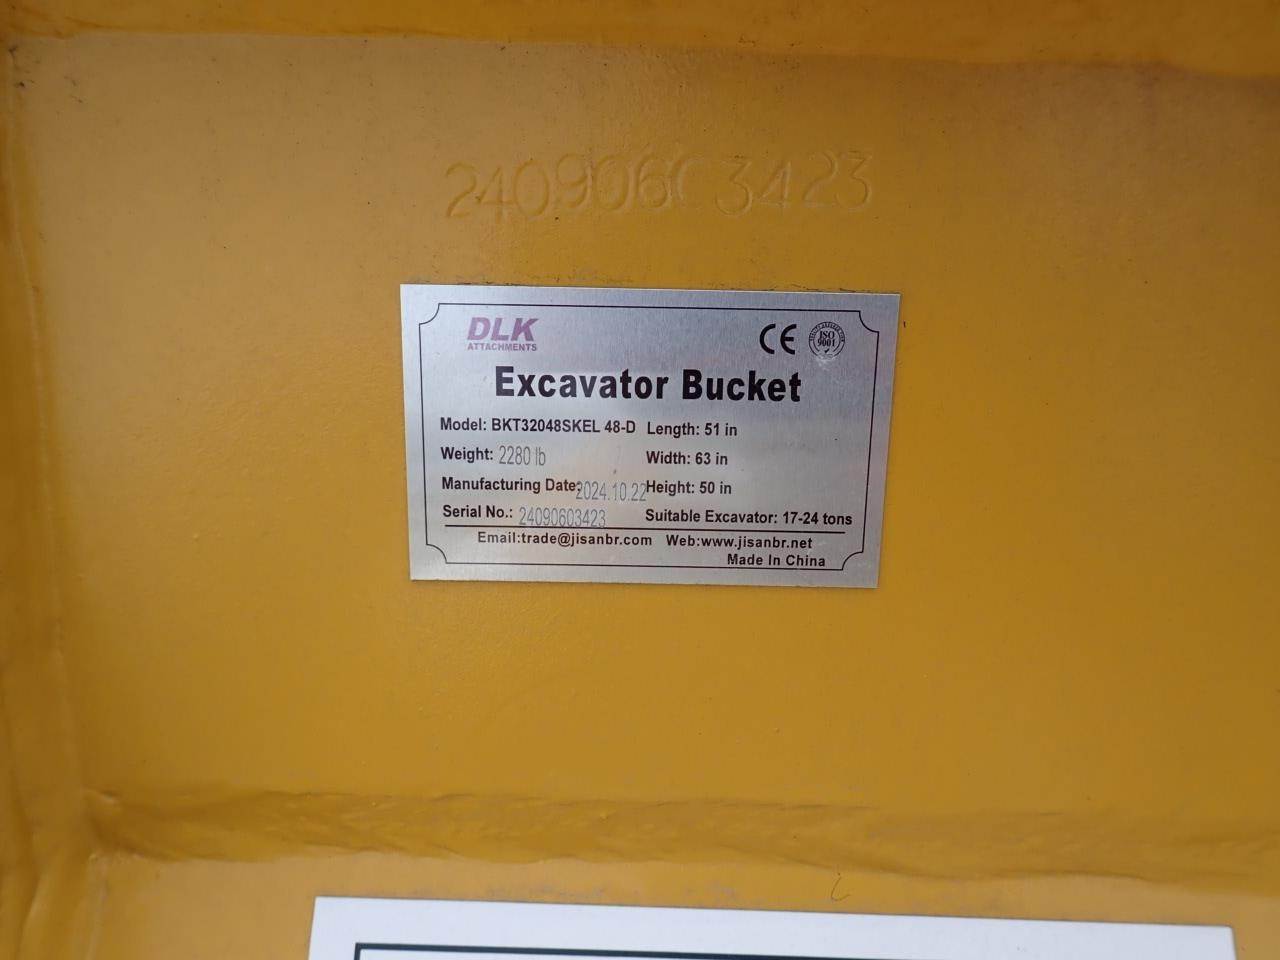 24090603423
DLK
ATTACHMENTS
CE
ISO
9001
Excavator Bucket
Model: BKT32048SKEL 48-D Length: 51 in
Weight: 2280 lb Width: 63 in
Manufacturing Date: 2024.10.22 Height: 50 in
Serial No.: 24090603423 Suitable Excavator: 17-24 tons
Email:trade@jisanbr.com Web:www.jisanbr.net
Made In China